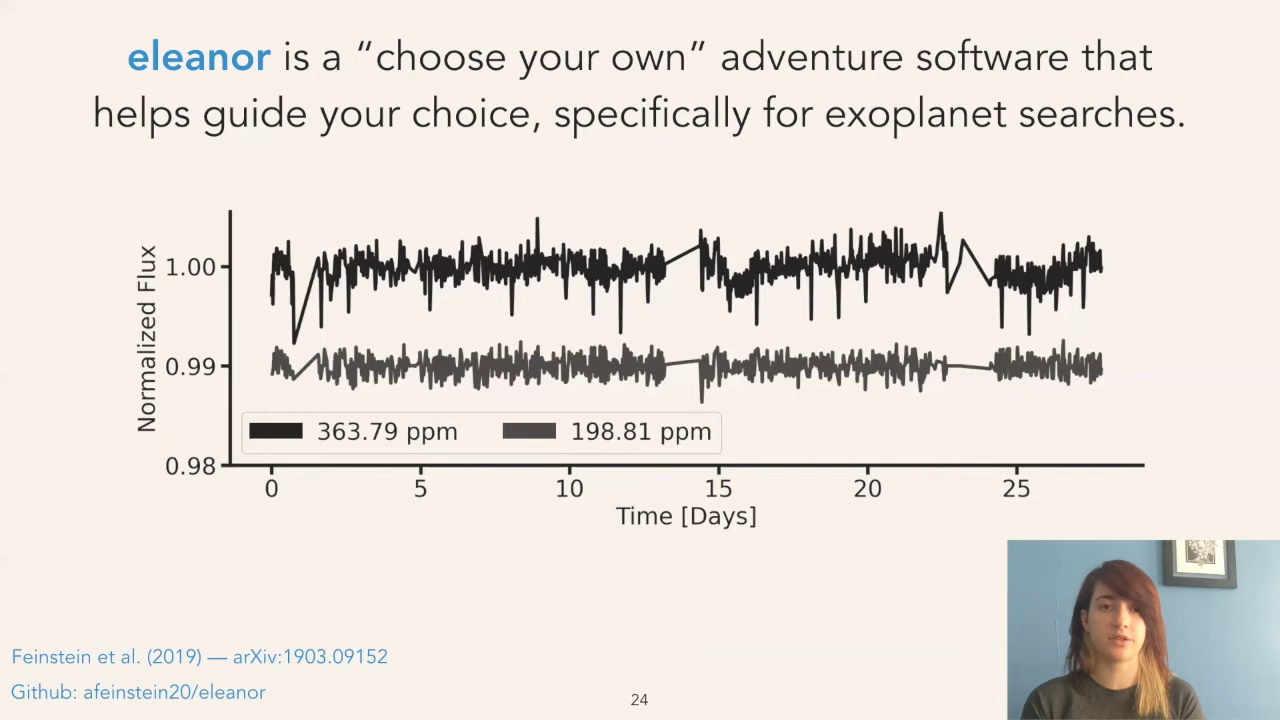 eleanor is a “choose your own” adventure software that
helps guide your choice, specifically for exoplanet searches.
Normalized Flux
1.00
0.99
0.98
363.79 ppm 198.81 ppm
0 5 10 15 20 25
Time [Days]
Feinstein et al. (2019) — arXiv:1903.09152
Github: afeinstein20/eleanor
24